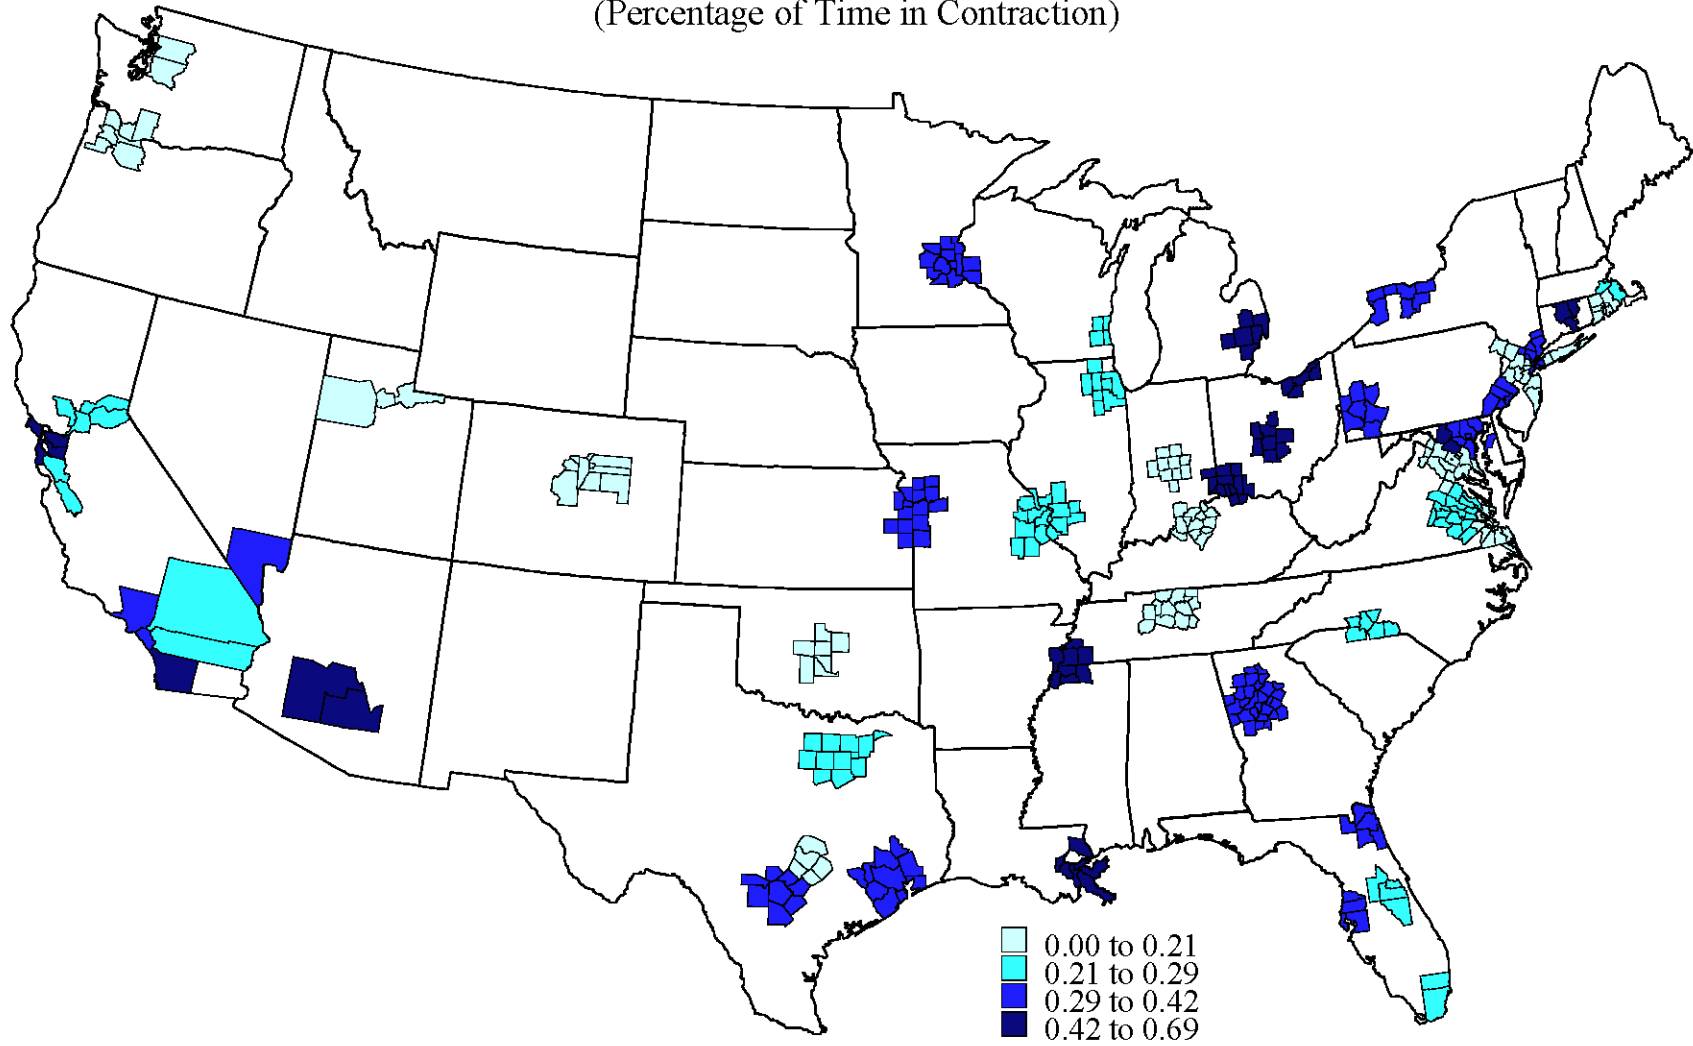 (Percentage of Time in Contraction)
0.00 to 0.21
0.21 to 0.29
0.29 to 0.42
0.42 to 0.69